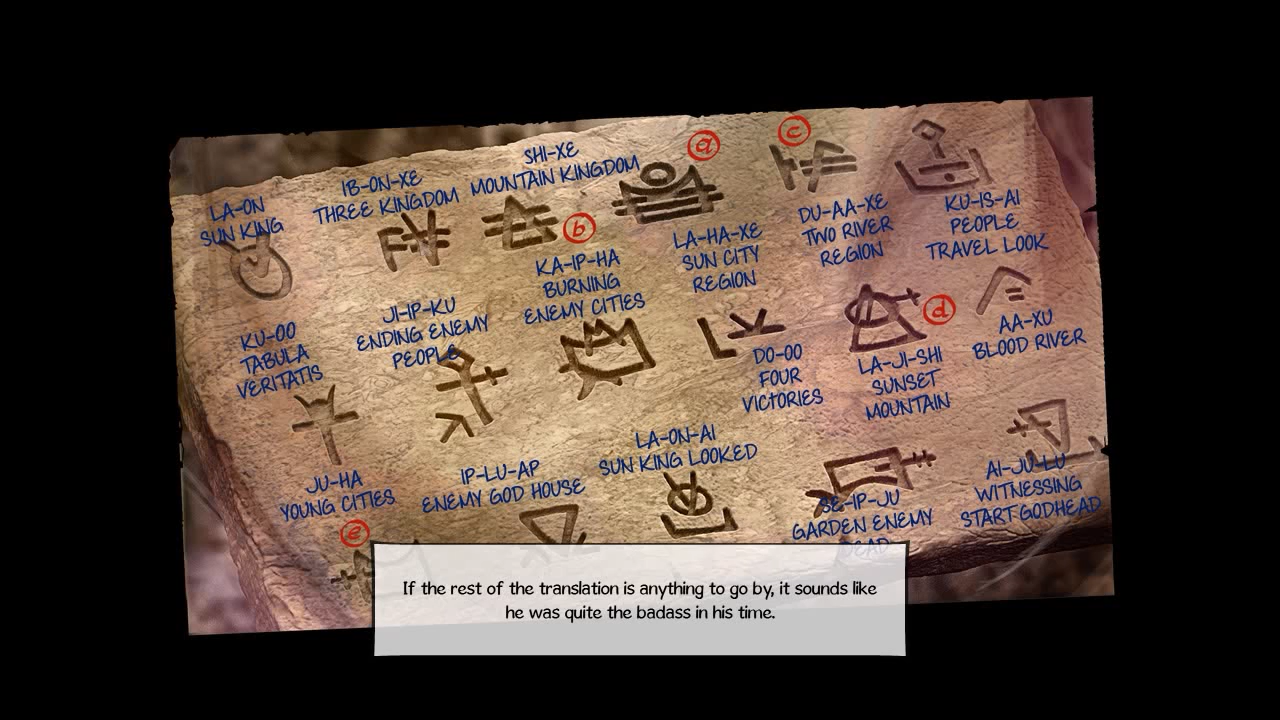 LA-ON
SUN KING
IB-ON-XE
THREE KINGDOM
SHI-XE
MOUNTAIN KINGDOM
a
LA-HA-XE
SUN CITY
REGION
c
DU-AA-XE
TWO RIVER
REGION
KU-IS-AI
PEOPLE
TRAVEL LOOK
KU-OO
TABULA
VERITATIS
JI-IP-KU
ENDING ENEMY
PEOPLE
b
KA-IP-HA
BURNING
ENEMY CITIES
DO-OO
FOUR
VICTORIES
d
LA-JI-SHI
SUNSET
MOUNTAIN
AA-XU
BLOOD RIVER
JU-HA
YOUNG CITIES
e
IP-LU-AP
ENEMY GOD HOUSE
LA-ON-AI
SUN KING LOOKED
SE-IP-JU
GARDEN ENEMY
DEAD
AI-JU-LU
WITNESSING
START GODHEAD
If the rest of the translation is anything to go by, it sounds like
he was quite the badass in his time.